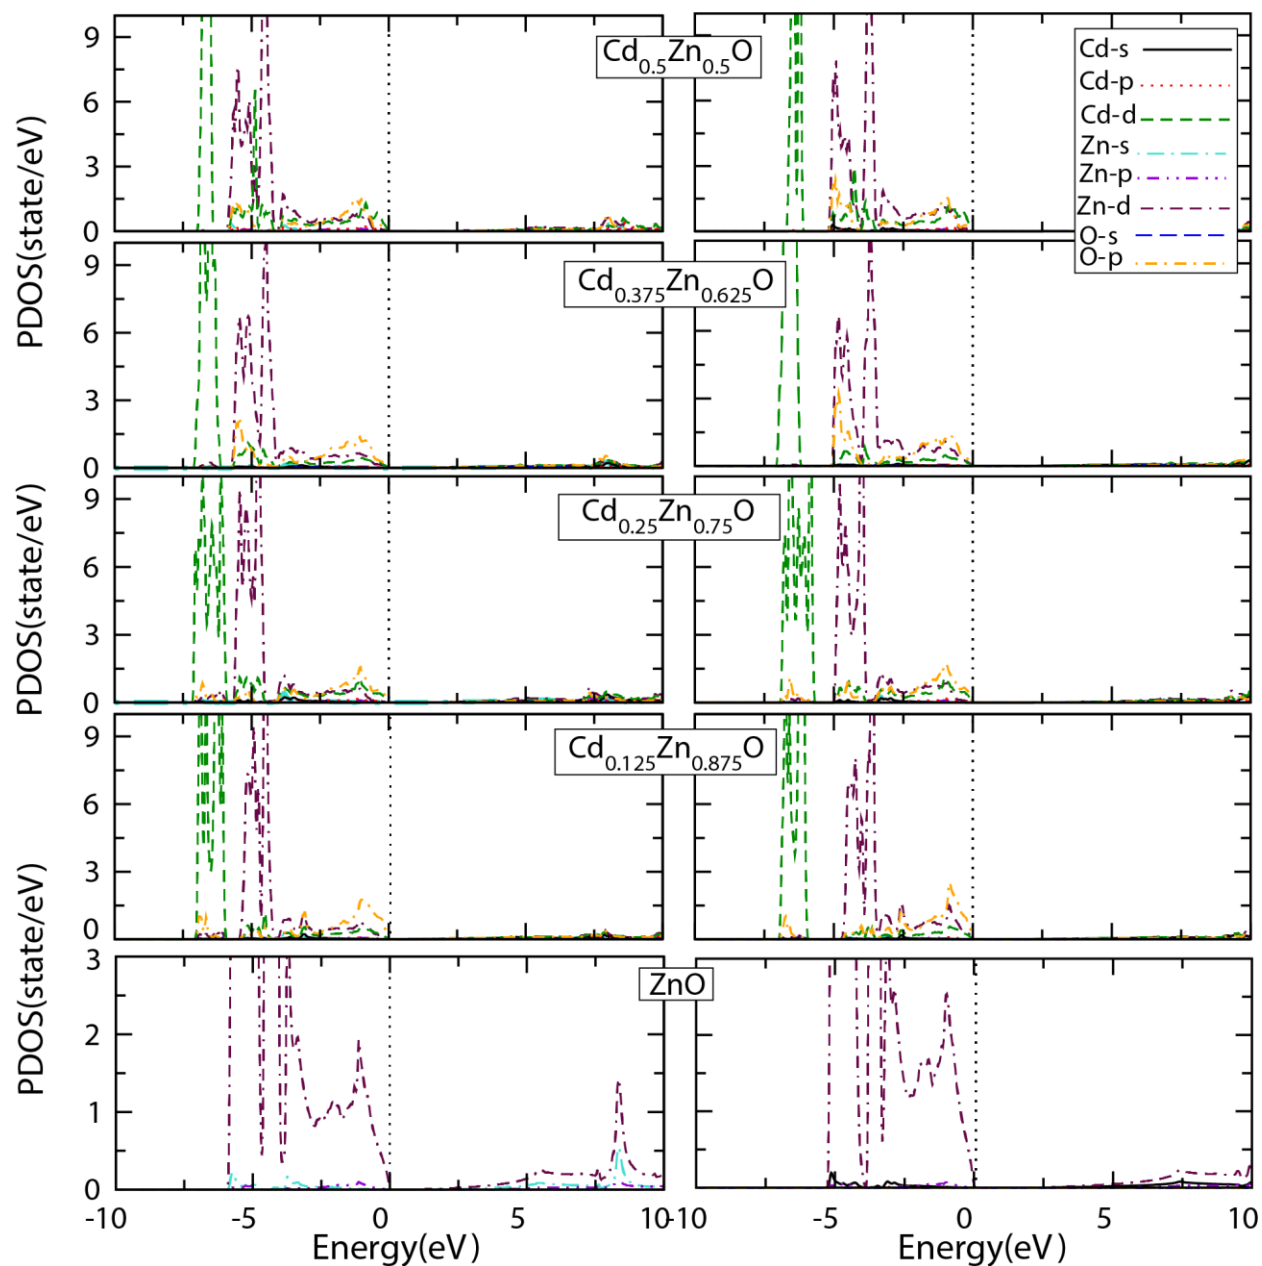 Cd0.5Zn0.5O
Cd-s
Cd-p
Cd-d
Zn-s
Zn-p
Zn-d
O-s
O-p
PDOS(state/eV)
9
6
3
0
Cd0.375Zn0.625O
9
6
3
0
Cd0.25Zn0.75O
PDOS(state/eV)
9
6
3
0
Cd0.125Zn0.875O
9
6
3
0
ZnO
PDOS(state/eV)
3
2
1
0
-10 -5 0 5 10 -10 -5 0 5 10
Energy(eV) Energy(eV)